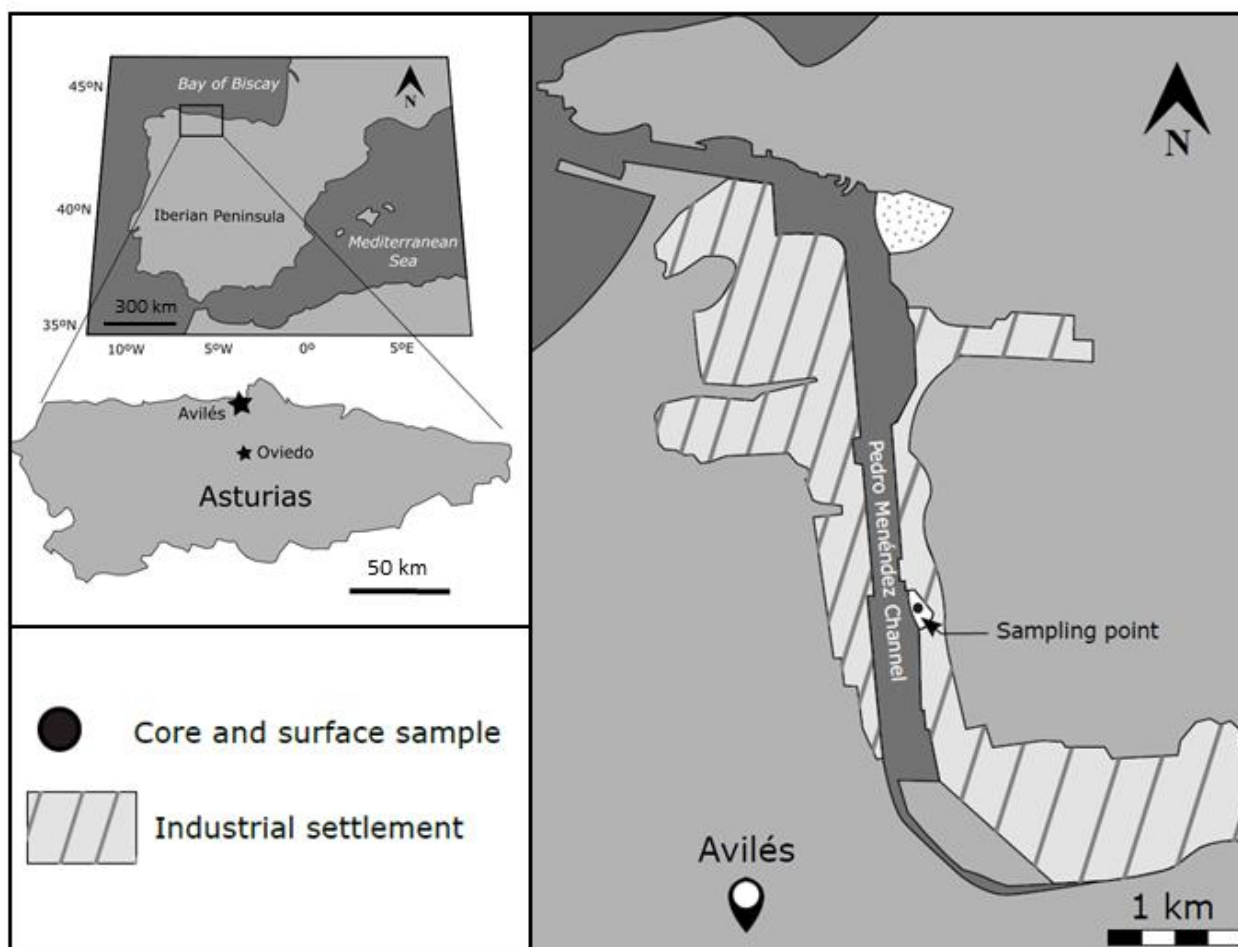 45ºN
Bay of Biscay
N
40ºN
Iberian Peninsula
Mediterranean
Sea
300 km
35ºN
10ºW
5ºW
0º
5ºE
Avilés
Oviedo
Asturias
50 km
Core and surface sample
Industrial settlement
N
Pedro Menéndez Channel
Sampling point
Avilés
1 km